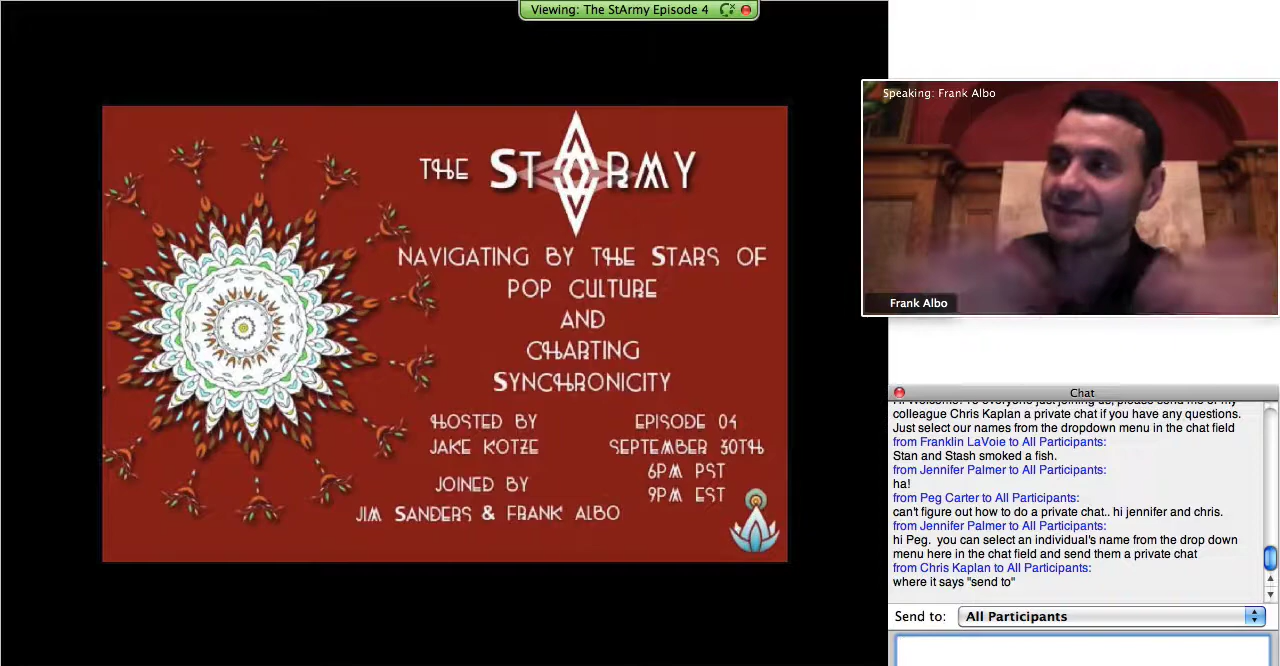 Viewing: The StArmy Episode 4
THE STARMY
NAVIGATING BY THE STARS OF
POP CULTURE
AND
CHARTING
SYNCHRONICITY
HOSTED BY
JAKE KOTZE
JOINED BY
JIM SANDERS & FRANK ALBO
EPISODE 04
SEPTEMBER 30TH
6PM PST
9PM EST
Speaking: Frank Albo
Frank Albo
Chat
colleague Chris Kaplan a private chat if you have any questions.
Just select our names from the dropdown menu in the chat field
from Franklin LaVoie to All Participants:
Stan and Stash smoked a fish.
from Jennifer Palmer to All Participants:
ha!
from Peg Carter to All Participants:
can't figure out how to do a private chat.. hi jennifer and chris.
from Jennifer Palmer to All Participants:
hi Peg.  you can select an individual's name from the drop down
menu here in the chat field and send them a private chat
from Chris Kaplan to All Participants:
where it says "send to"
Send to: All Participants